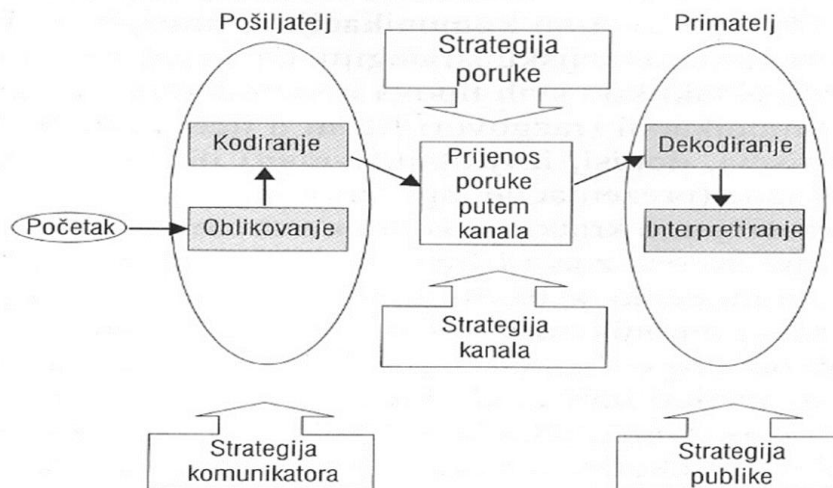 Pošiljatelj
Primatelj
Strategija
poruke
Kodiranje
Prijenos
poruke
putem
kanala
Dekodiranje
Početak
Oblikovanje
Interpretiranje
Strategija
kanala
Strategija
komunikatora
Strategija
publike